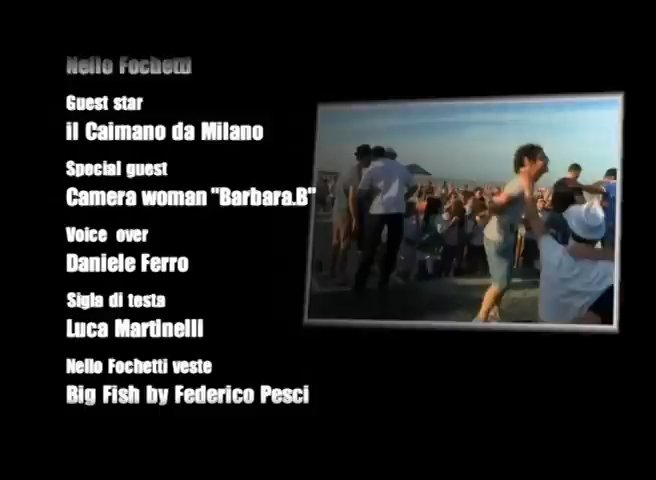 Nello Fochetti
Guest star
il Caimano da Milano
Special guest
Camera woman "Barbara.B"
Voice over
Daniele Ferro
Sigla di testa
Luca Martinelli
Nello Fochetti veste
Big Fish by Federico Pesci